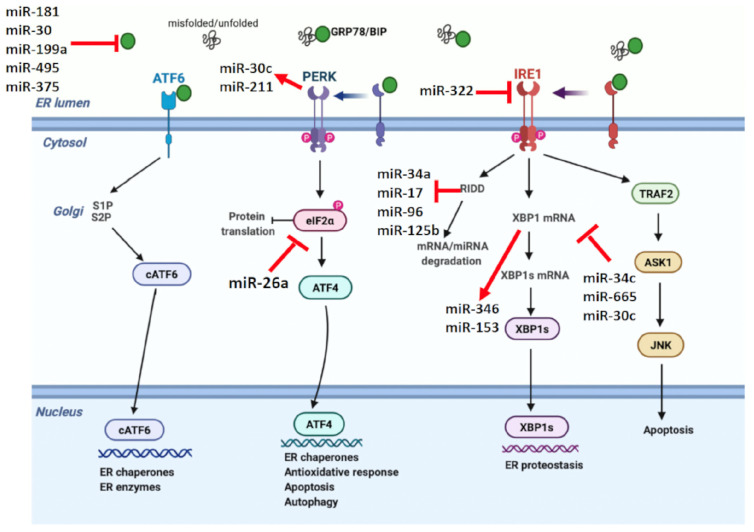 miR-181
miR-30
miR-199a
miR-495
miR-375
misfolded/unfolded
GRP78/BIP
ATF6
miR-30c
miR-211
PERK
miR-322
IRE1
ER lumen
Cytosol
P
P
P
P
Golgi
S1P
S2P
cATF6
Protein
translation
P
eIF2α
miR-26a
ATF4
miR-34a
miR-17
miR-96
miR-125b
RIDD
mRNA/miRNA
degradation
XBP1 mRNA
XBP1s mRNA
miR-346
miR-153
XBP1s
TRAF2
ASK1
miR-34c
miR-665
miR-30c
JNK
Nucleus
cATF6
ER chaperones
ER enzymes
ATF4
ER chaperones
Antioxidative response
Apoptosis
Autophagy
XBP1s
ER proteostasis
Apoptosis